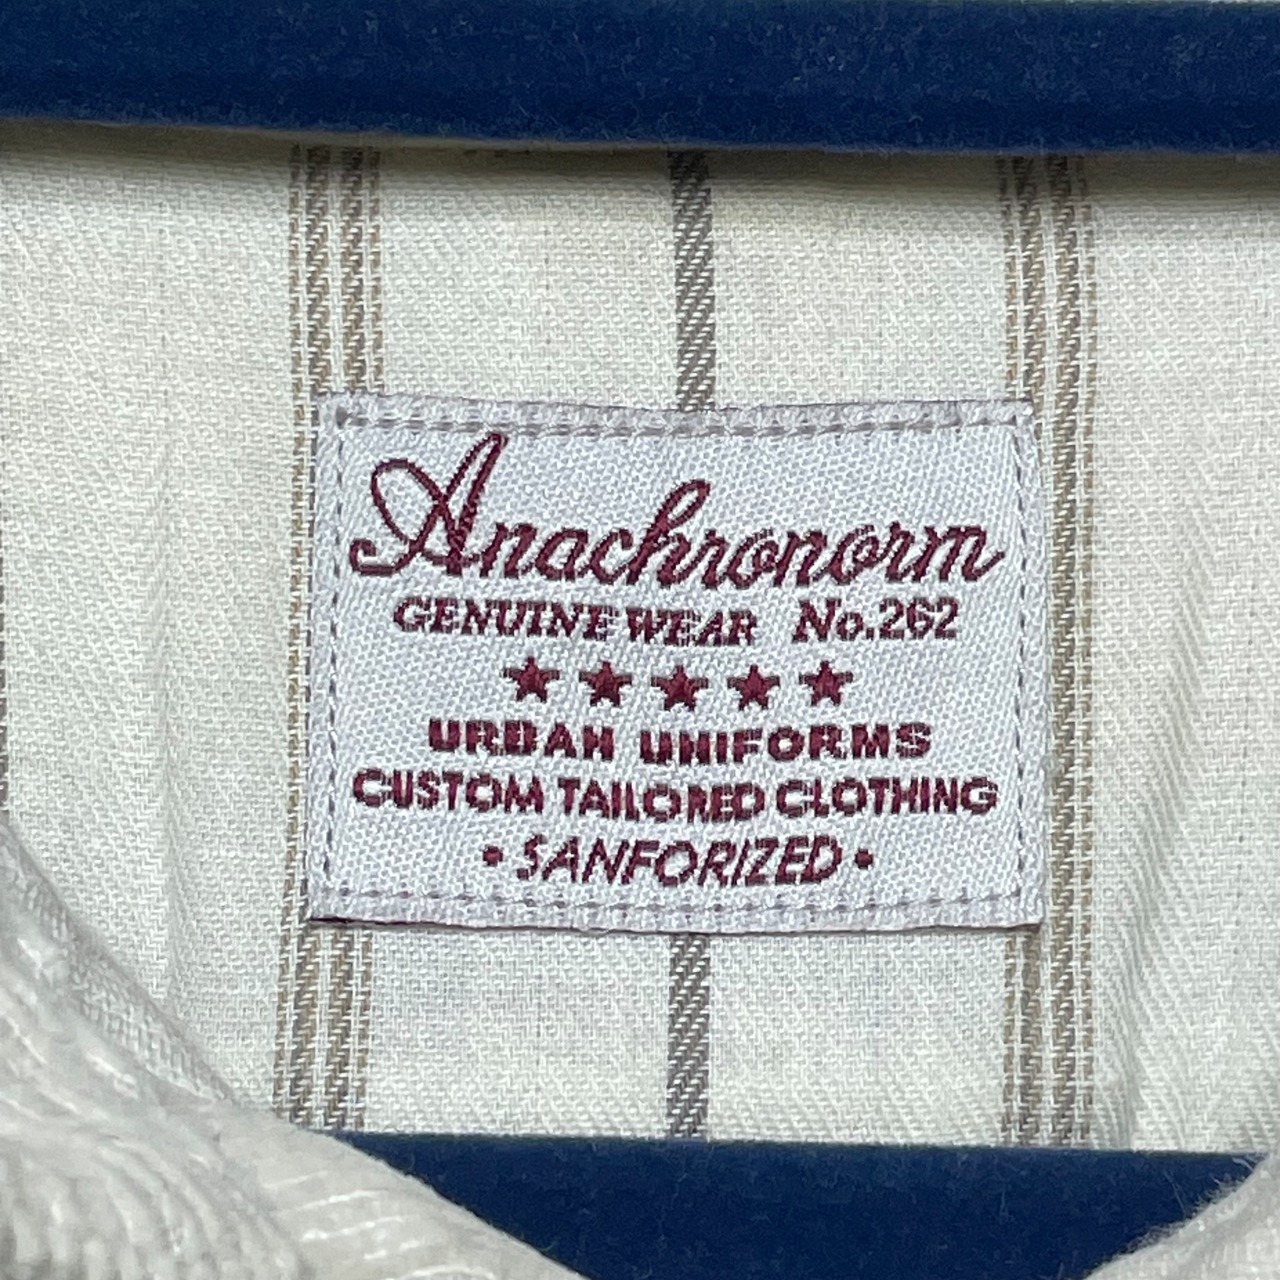 Anachronorm
GENUINE WEAR No.262
★★★★★
URBAN UNIFORMS
CUSTOM TAILORED CLOTHING
• SANFORIZED •